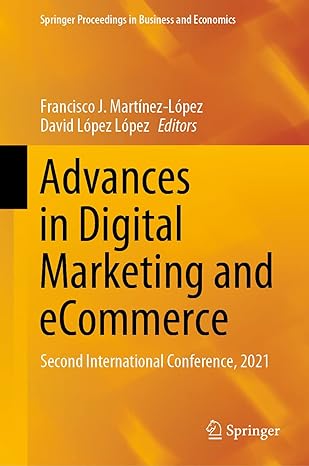 Springer Proceedings in Business and Economics
Francisco J. Martínez-López
David López López Editors
Advances
in Digital
Marketing and
eCommerce
Second International Conference, 2021
Springer